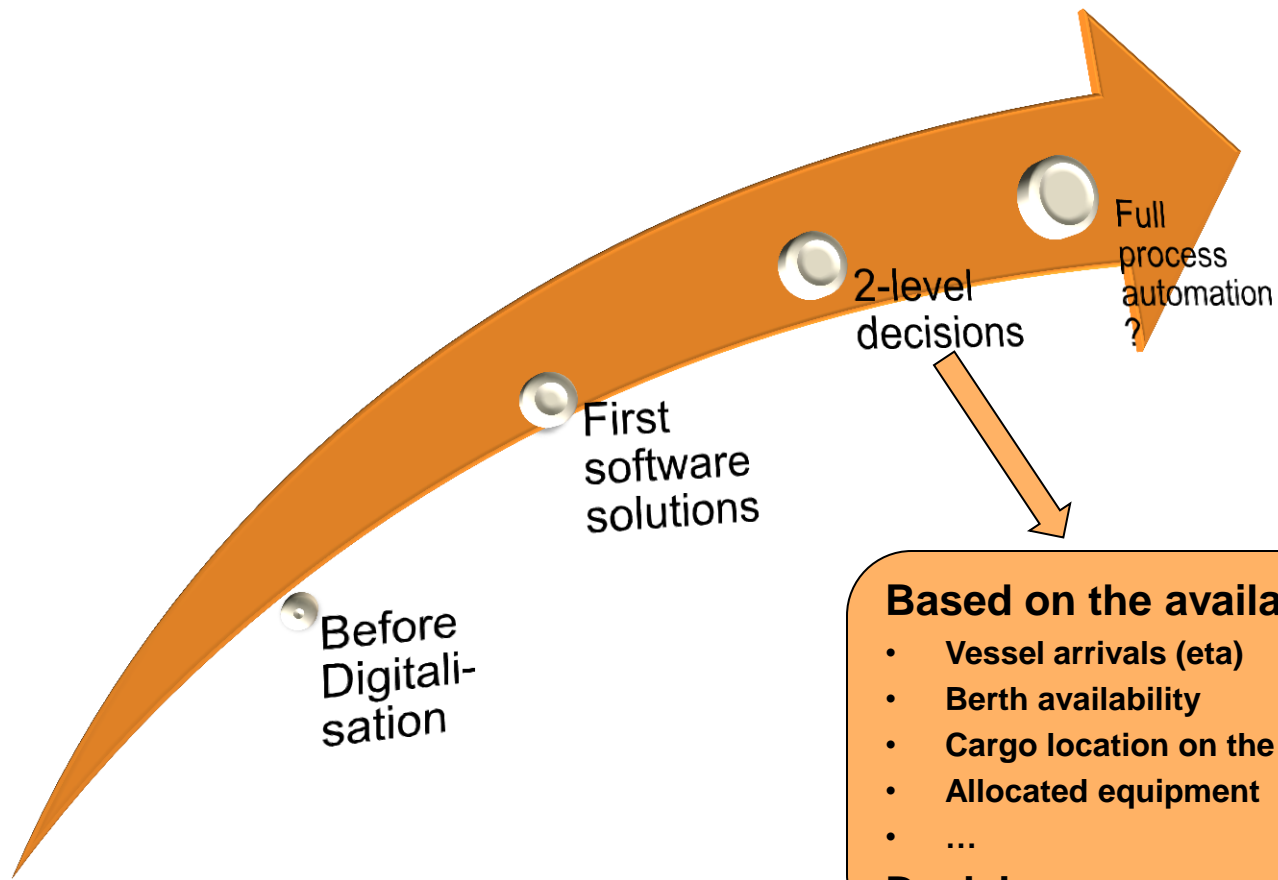 Full
process
automation
?
2-level
decisions
First
software
solutions
Before
Digitali-
sation
Based on the availa
• Vessel arrivals (eta)
• Berth availability
• Cargo location on the
• Allocated equipment
• …